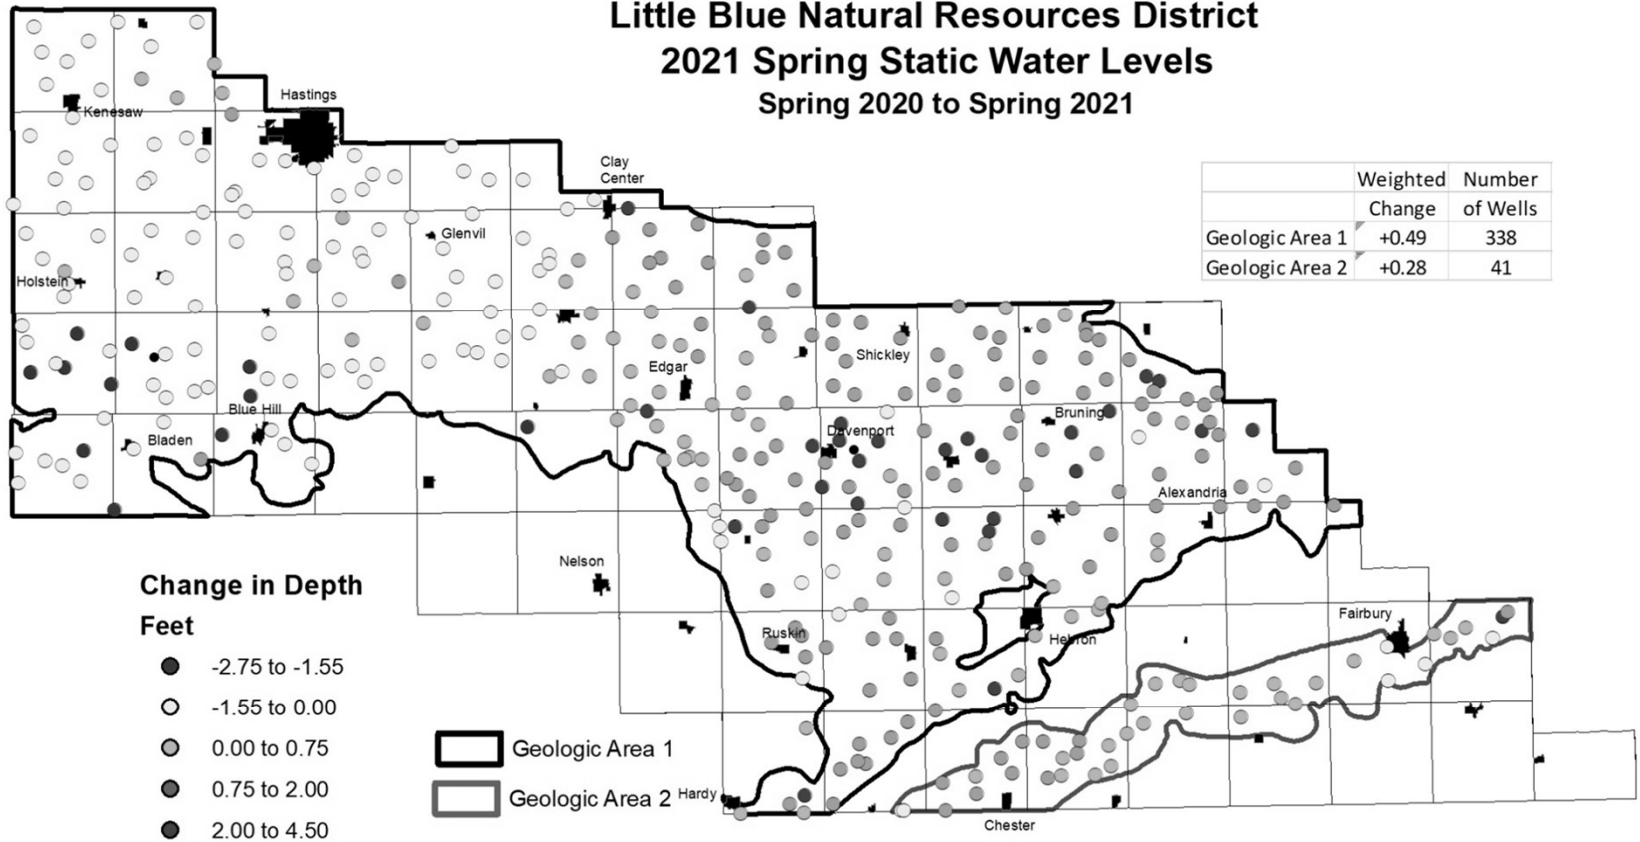 Little Blue Natural Resources District
2021 Spring Static Water Levels
Spring 2020 to Spring 2021
Hastings
Kenesaw
Clay
Center
Weighted Number
Change of Wells
Geologic Area 1 +0.49 338
Geologic Area 2 +0.28 41
Glenvil
Holstein
Shickley
Edgar
Blue Hill
Bruning
Davenport
Bladen
Alexandria
Nelson
Change in Depth
Feet
Fairbury
Ruskin
Hebron
-2.75 to -1.55
-1.55 to 0.00
0.00 to 0.75
0.75 to 2.00
2.00 to 4.50
Geologic Area 1
Geologic Area 2
Hardy
Chester